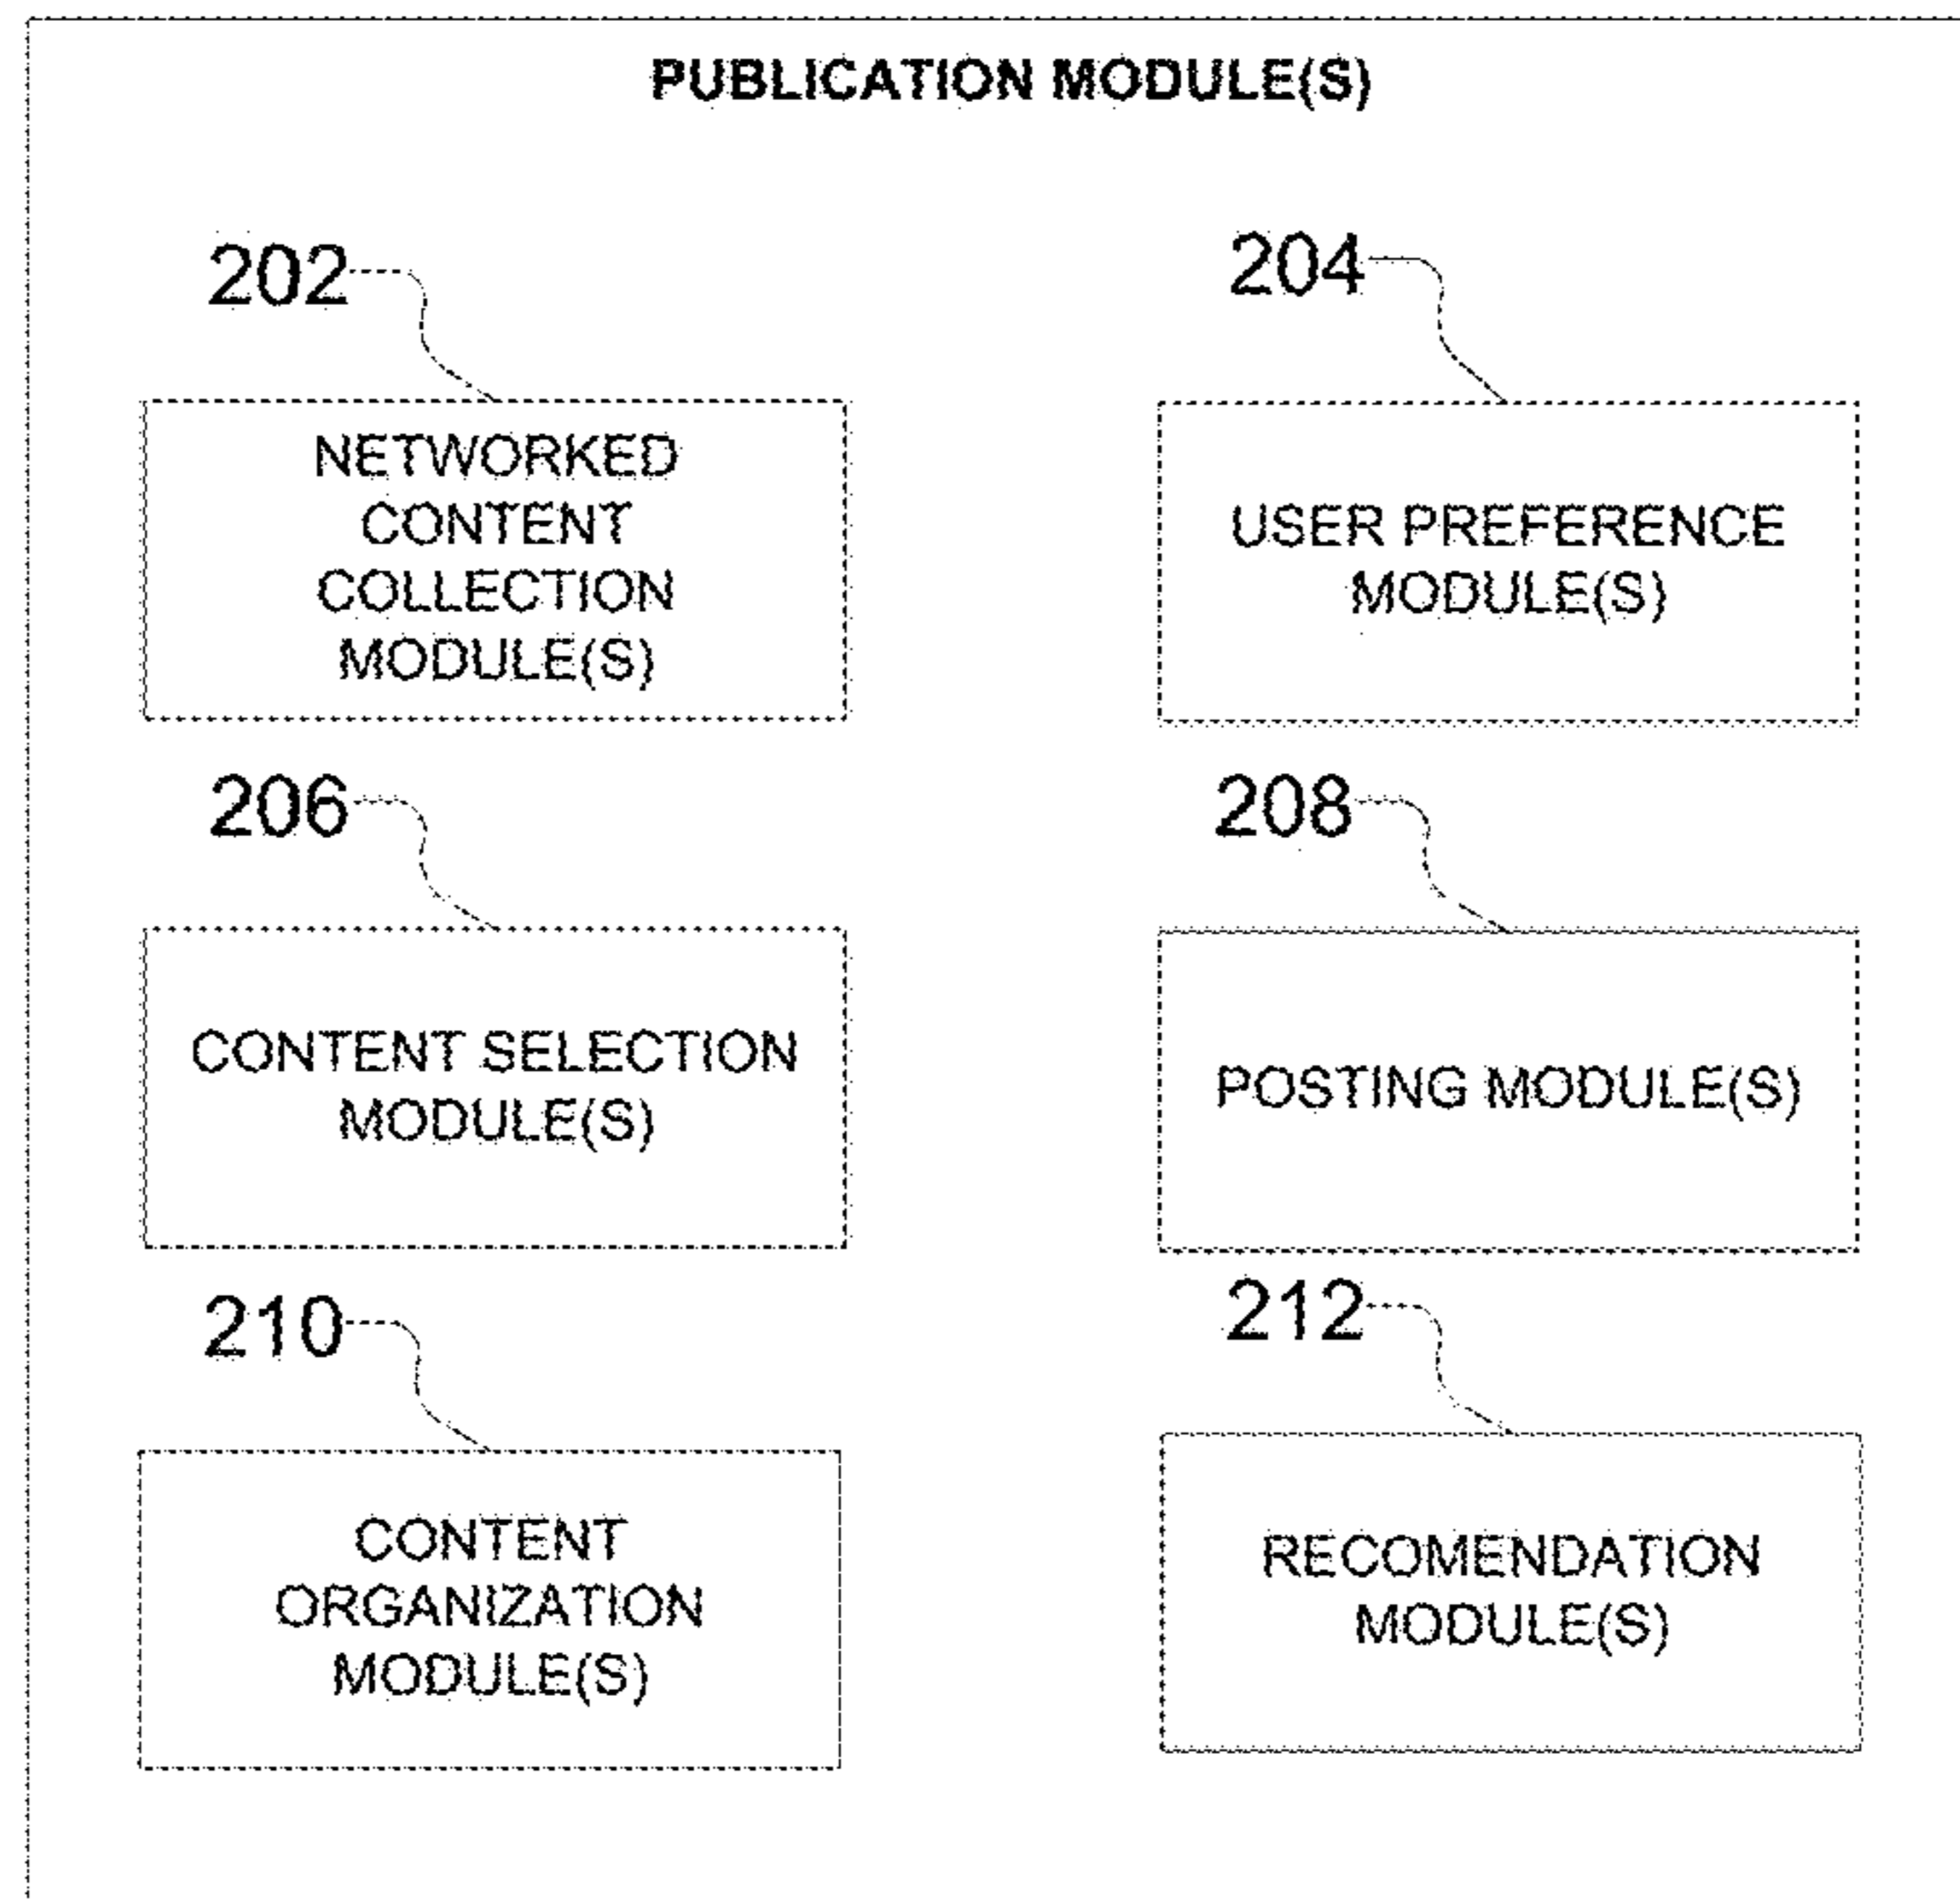 PUBLICATION MODULE(S)
202
NETWORKED
CONTENT
COLLECTION
MODULE(S)
204
USER PREFERENCE
MODULE(S)
206
CONTENT SELECTION
MODULE(S)
208
POSTING MODULE(S)
210
CONTENT
ORGANIZATION
MODULE(S)
212
RECOMENDATION
MODULE(S)